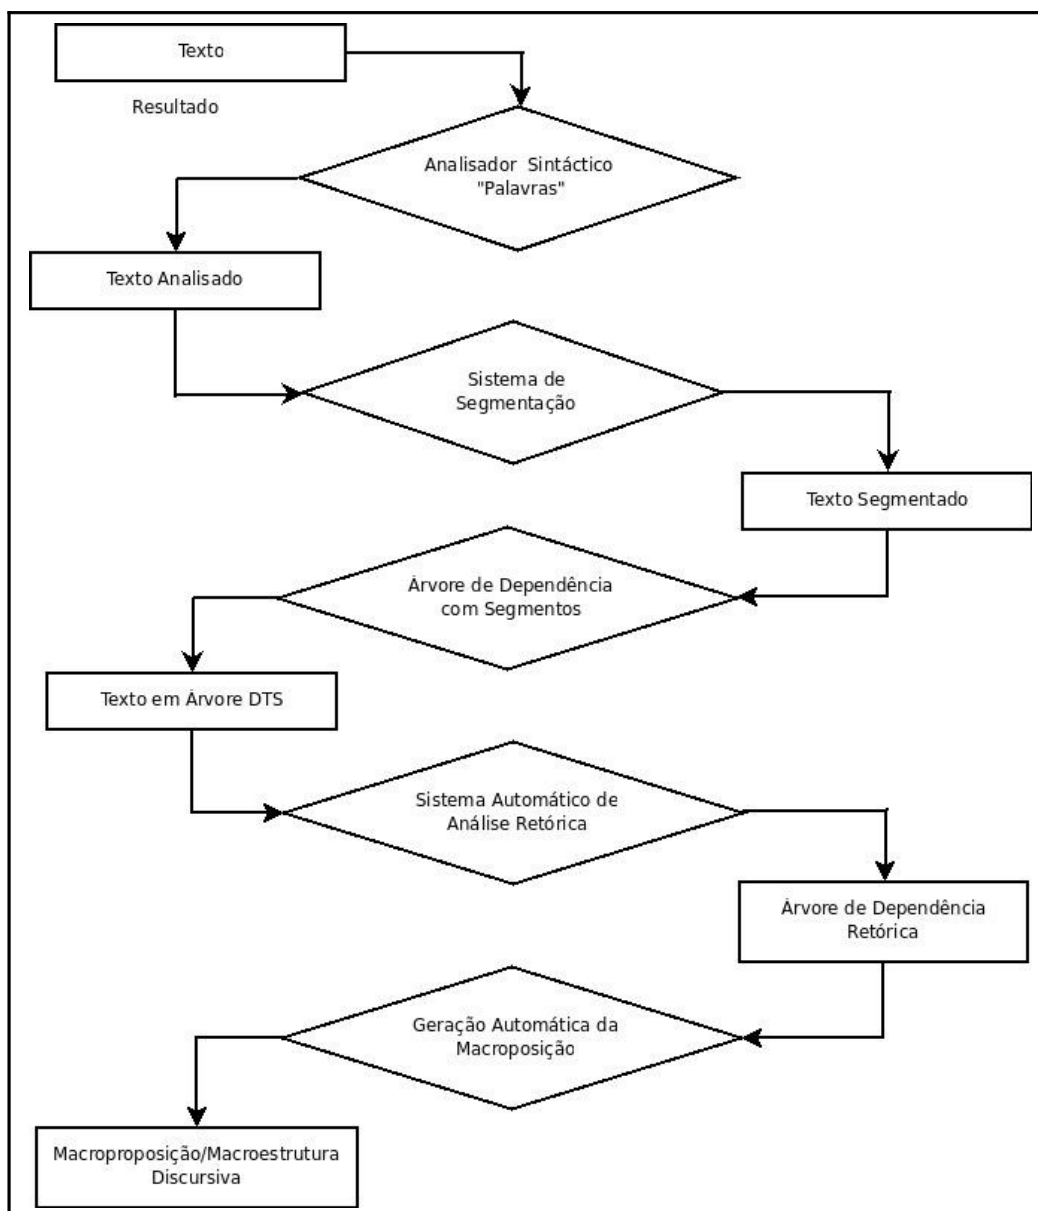 Texto
Resultado
Analisador Sintáctico
"Palavras"
Texto Analisado
Sistema de
Segmentação
Texto Segmentado
Árvore de Dependência
com Segmentos
Texto em Árvore DTS
Sistema Automático de
Análise Retórica
Árvore de Dependência
Retórica
Geração Automática da
Macroposição
Macroproposição/Macroestrutura
Discursiva